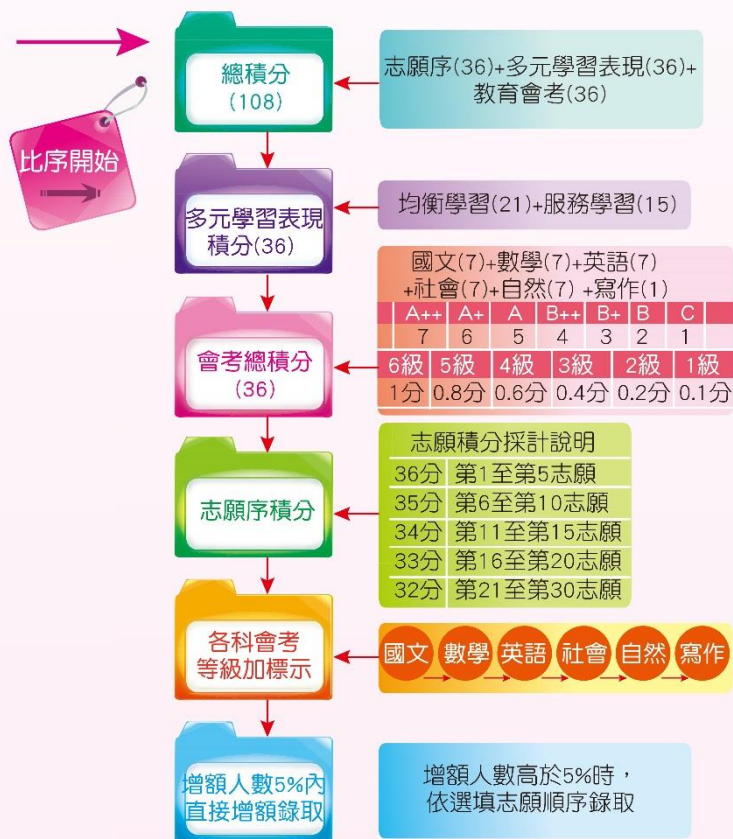 比序開始
總積分
(108)
志願序(36)+多元學習表現(36)+
教育會考(36)
多元學習表現
積分(36)
均衡學習(21)+服務學習(15)
會考總積分
(36)
國文(7)+數學(7)+英語(7)
+社會(7)+自然(7) +寫作(1)
A++ A+ A B++ B+ B C
7 6 5 4 3 2 1
6級 5級 4級 3級 2級 1級
1分 0.8分 0.6分 0.4分 0.2分 0.1分
志願序積分
志願積分採計說明
36分 第1至第5志願
35分 第6至第10志願
34分 第11至第15志願
33分 第16至第20志願
32分 第21至第30志願
各科會考
等級加標示
國文 數學 英語 社會 自然 寫作
增額人數5%內
直接增額錄取
增額人數高於5%時，
依選填志願順序錄取